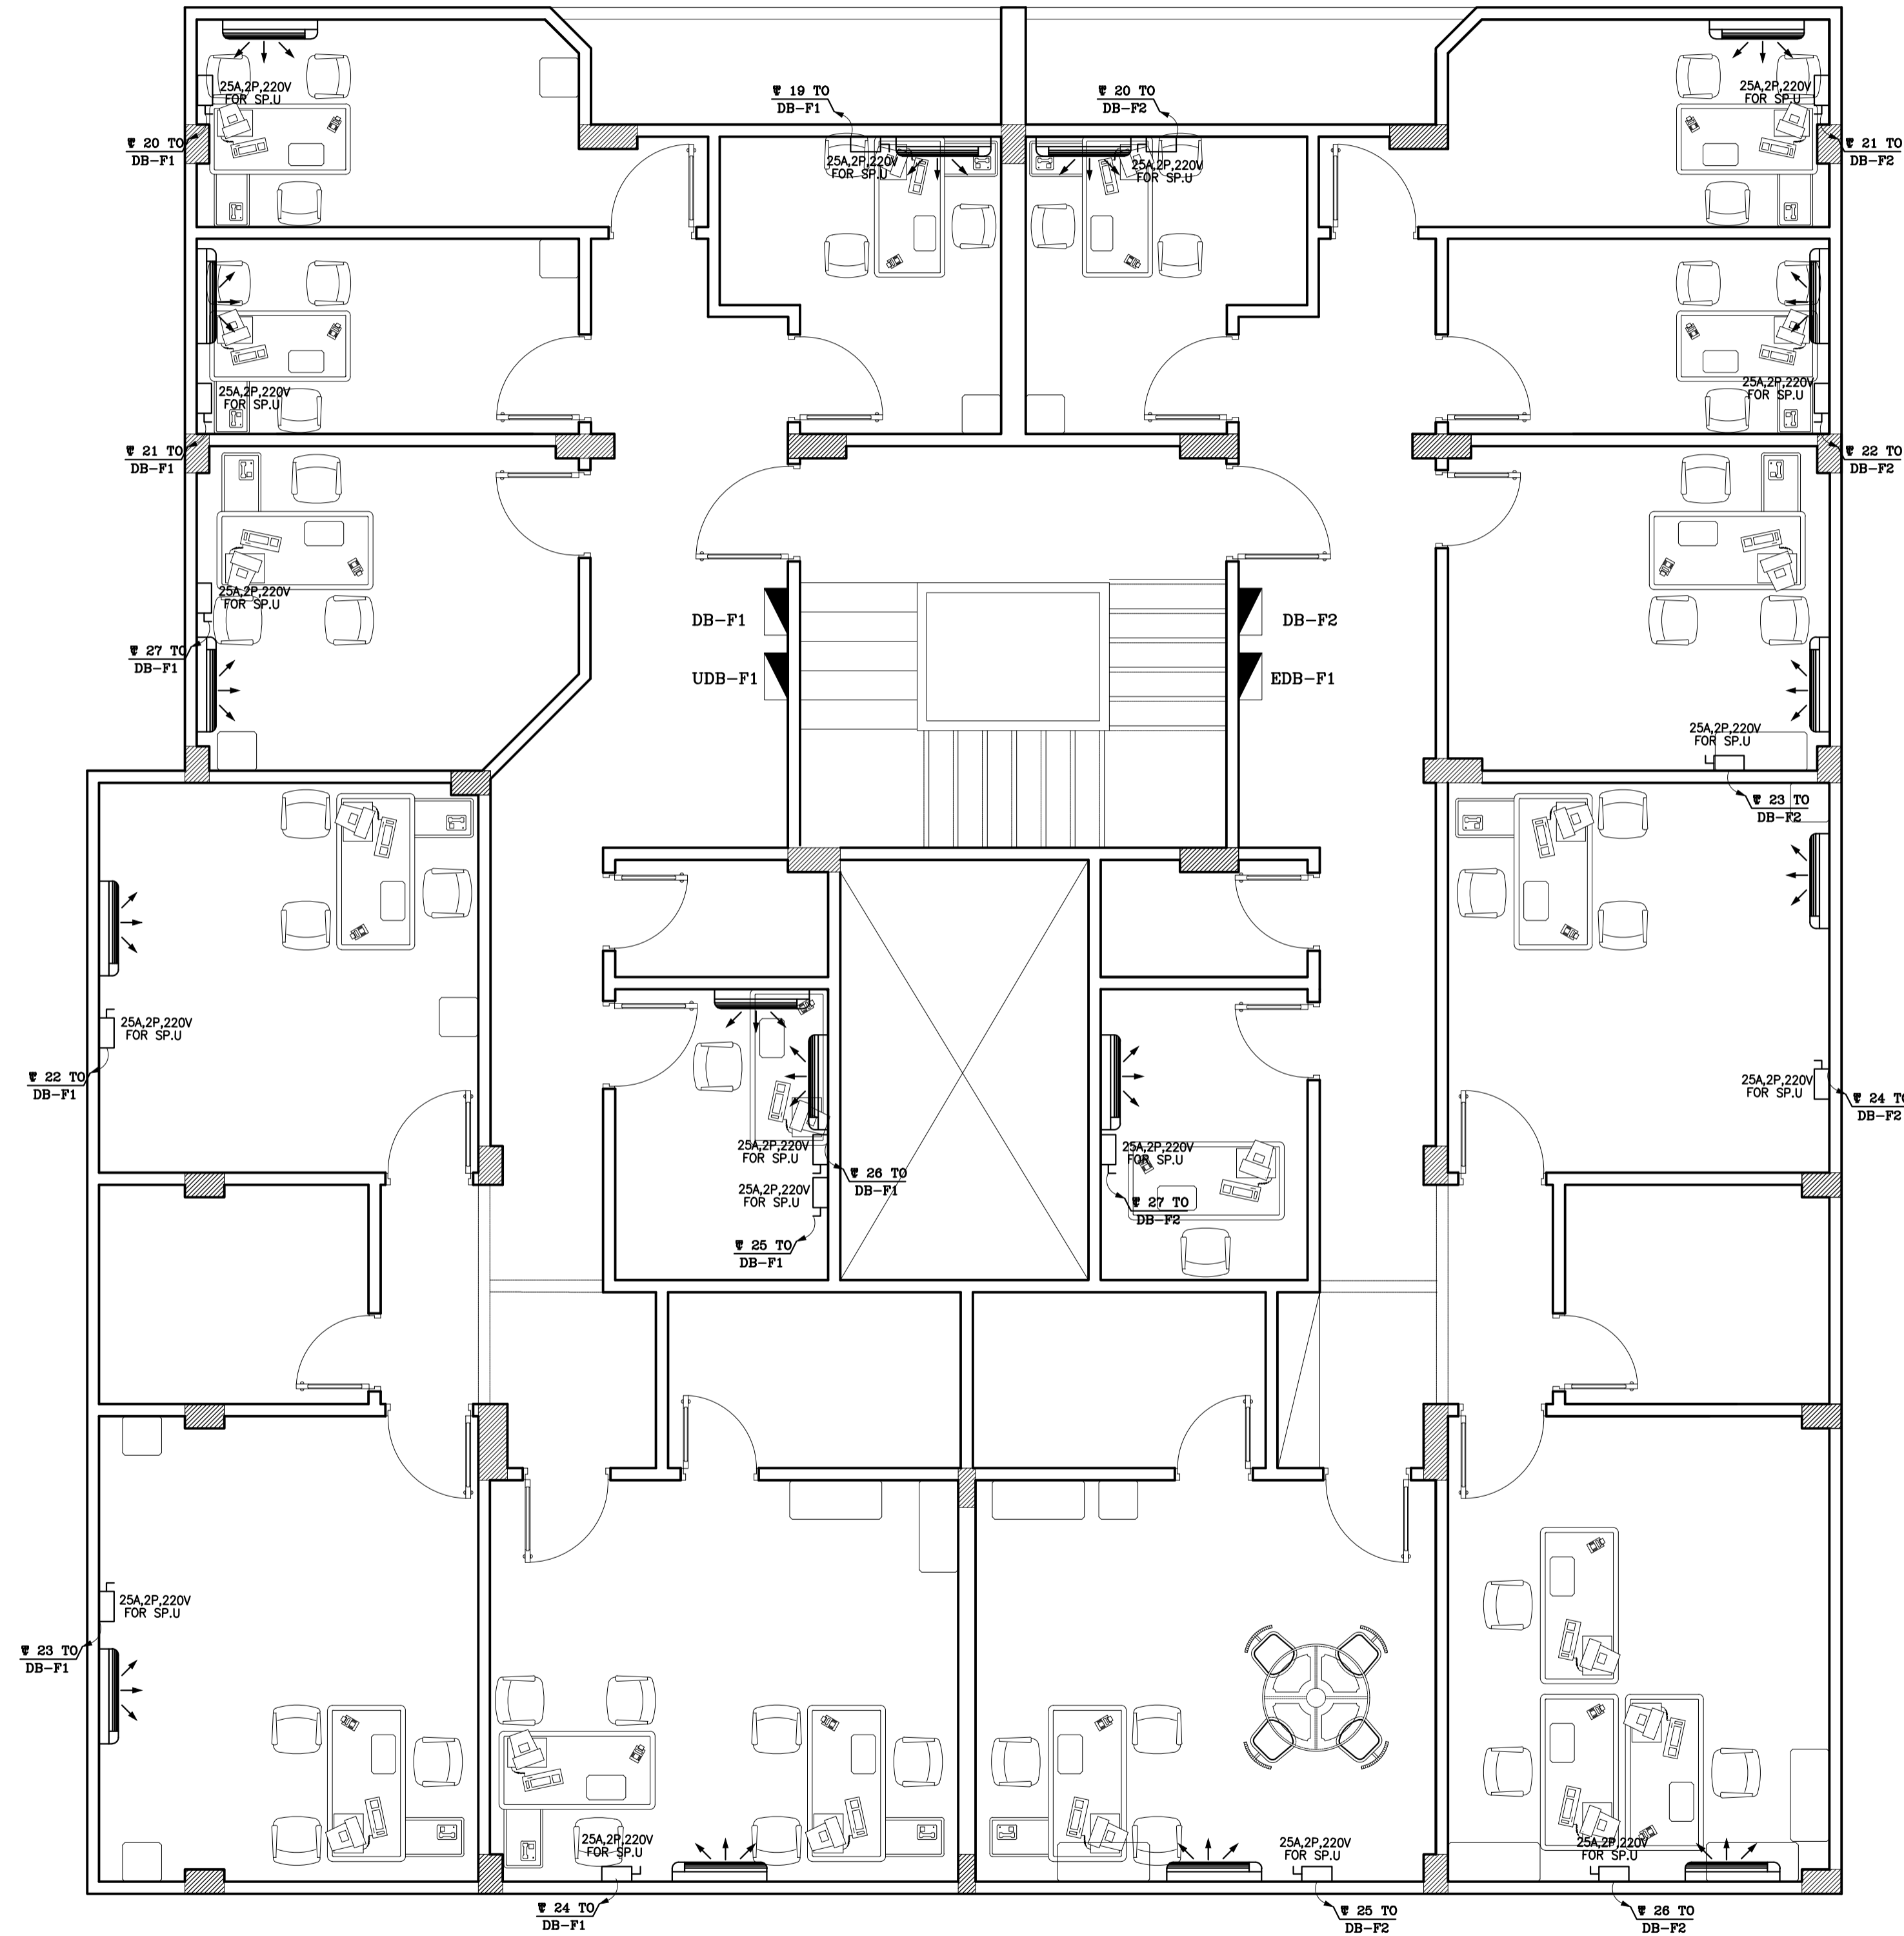 25A,2P,220V
FOR SP.U
20 TO
DB-F1
19 TO
DB-F1
25A,2P,220V
FOR SP.U
20 TO
DB-F2
25A,2P,220V
FOR SP.U
25A,2P,220V
FOR SP.U
21 TO
DB-F2
25A,2P,220V
FOR SP.U
21 TO
DB-F1
25A,2P,220V
FOR SP.U
22 TO
DB-F2
25A,2P,220V
FOR SP.U
27 TO
DB-F1
DB-F1
DB-F2
UDB-F1
EDB-F1
25A,2P,220V
FOR SP.U
23 TO
DB-F2
25A,2P,220V
FOR SP.U
22 TO
DB-F1
25A,2P,220V
FOR SP.U
24 TO
DB-F2
25A,2P,220V
FOR SP.U
26 TO
DB-F1
25A,2P,220V
FOR SP.U
25 TO
DB-F1
25A,2P,220V
FOR SP.U
27 TO
DB-F2
25A,2P,220V
FOR SP.U
23 TO
DB-F1
25A,2P,220V
FOR SP.U
24 TO
DB-F1
25A,2P,220V
FOR SP.U
25 TO
DB-F2
25A,2P,220V
FOR SP.U
26 TO
DB-F2